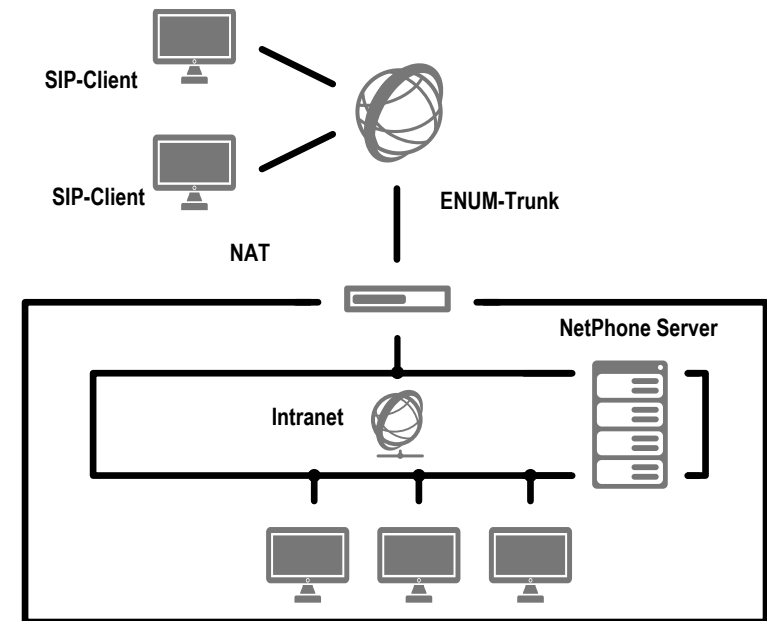 SIP-Client
SIP-Client
ENUM-Trunk
NAT
NetPhone Server
Intranet